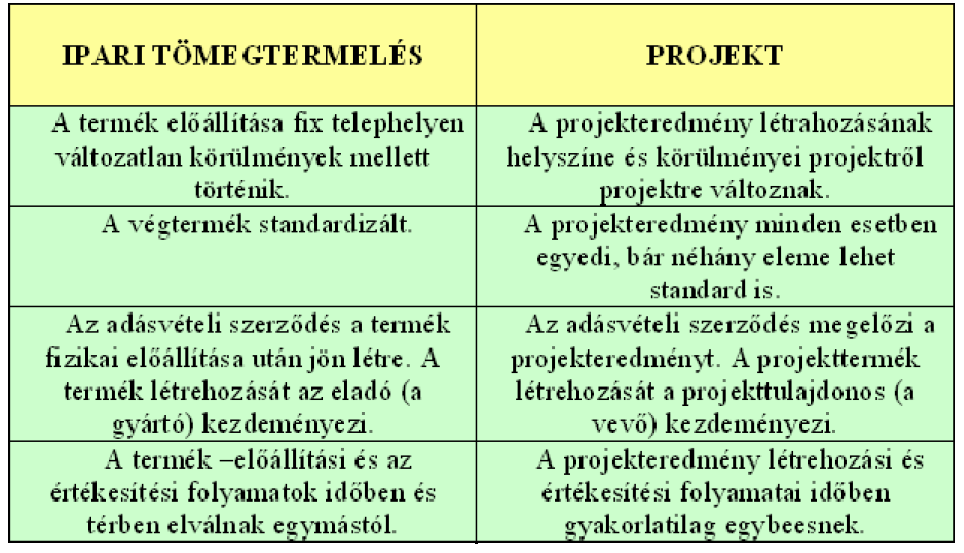 IPARI TÖMEGTERMELÉS
PROJEKT
A termék előállítása fix telephelyen
változatlan körülmények mellett
történik.
A projekteredmény létrahozásának
helyszíne és körülményei projektről
projektre változnak.
A végtermék standardizált.
A projekteredmény minden esetben
egyedi, bár néhány eleme lehet
standard is.
Az adásvételi szerződés a termék
fizikai előállítása után jön létre. A
termék létrehozását az eladó (a
gyártó) kezdeményezi.
Az adásvételi szerződés megelőzi a
projekteredményt. A projekttermék
létrehozását a projekttulajdonos (a
vevő) kezdeményezi.
A termék –előállítási és az
értékesítési folyamatok időben és
térben elválnak egymástól.
A projekteredmény létrehozási és
értékesítési folyamatai időben
gyakorlatilag egybeesnek.